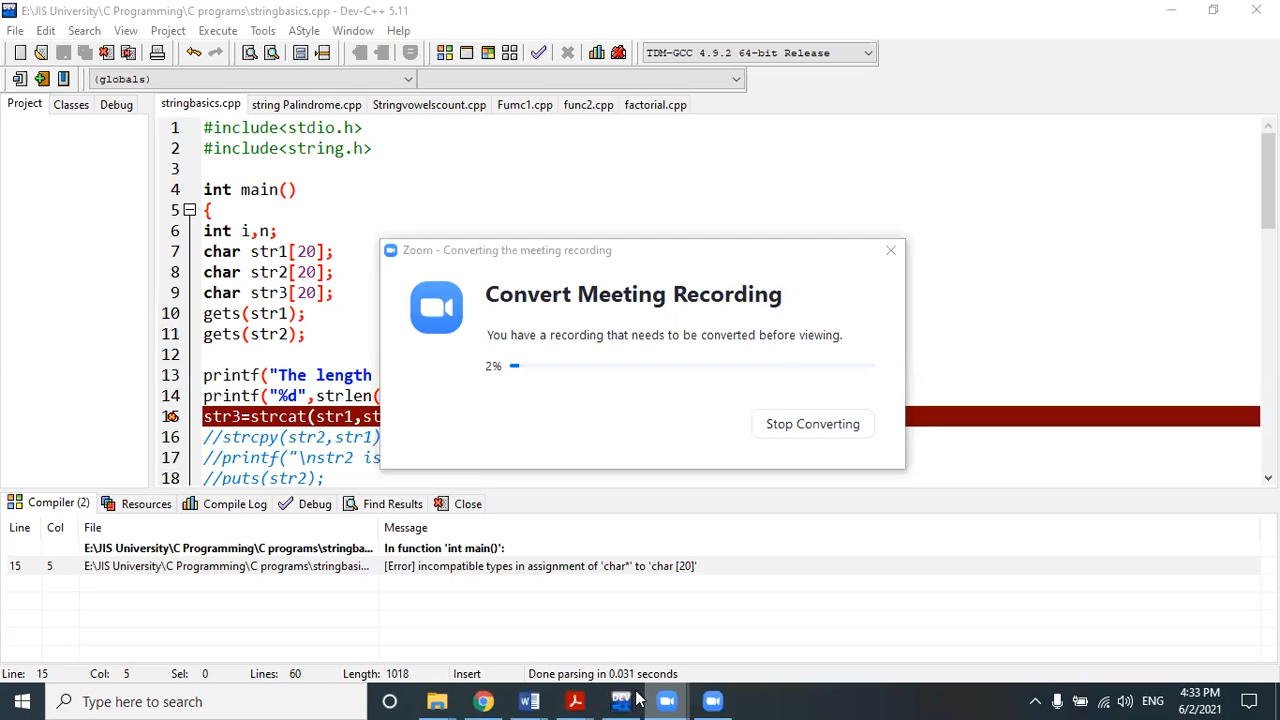 E:\JIS University\C Programming\C programs\stringbasics.cpp - Dev-C++ 5.11
File Edit Search View Project Execute Tools AStyle Window Help
TDM-GCC 4.9.2 64-bit Release
(globals)
Project Classes Debug
stringbasics.cpp string Palindrome.cpp Stringvowelscount.cpp Fumc1.cpp func2.cpp factorial.cpp
1 #include<stdio.h>
2 #include<string.h>
3
4 int main()
5 {
6 int i,n;
7 char str1[20];
8 char str2[20];
9 char str3[20];
10 gets(str1);
11 gets(str2);
12
13 printf("The length
14 printf("%d",strlen(
15 str3=strcat(str1,st
16 //strcpy(str2,str1)
17 //printf("\nstr2 is
18 //puts(str2);
Zoom - Converting the meeting recording
Convert Meeting Recording
You have a recording that needs to be converted before viewing.
2%
Stop Converting
Compiler (2) Resources Compile Log Debug Find Results Close
Line Col File Message
E:\JIS University\C Programming\C programs\stringba... In function 'int main()':
15 5 E:\JIS University\C Programming\C programs\stringbasi... [Error] incompatible types in assignment of 'char*' to 'char [20]'
Line: 15 Col: 5 Sel: 0 Lines: 60 Length: 1018 Insert Done parsing in 0.031 seconds
Type here to search
DEV
ENG
4:33 PM
6/2/2021